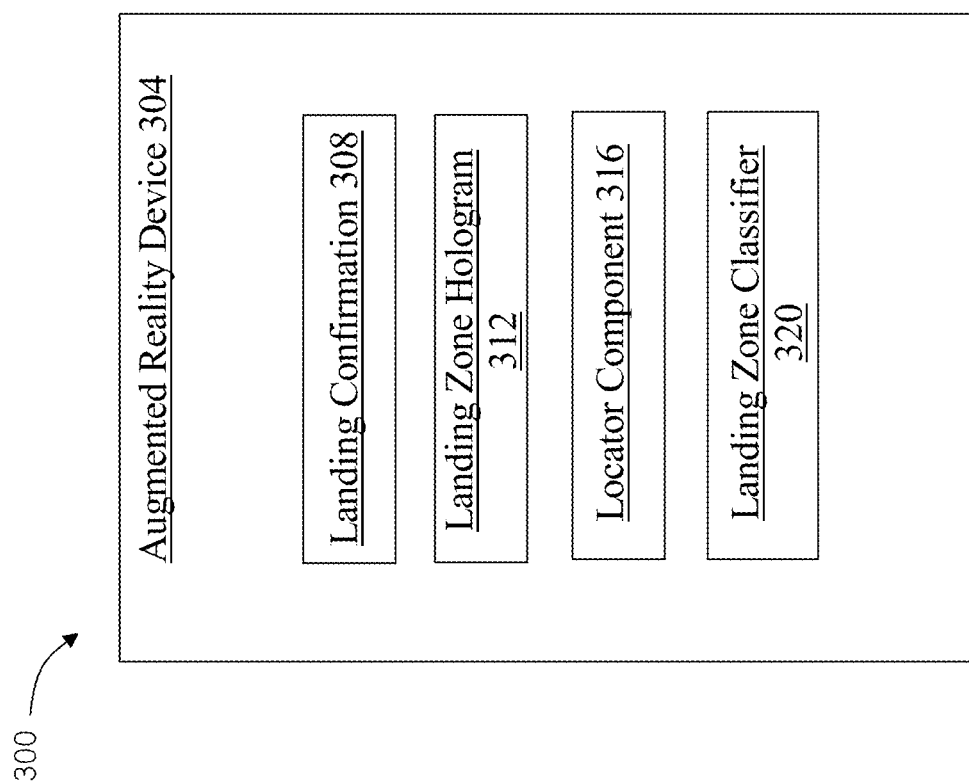 300
Augmented Reality Device 304
Landing Confirmation 308
Landing Zone Hologram
312
Locator Component 316
Landing Zone Classifier
320